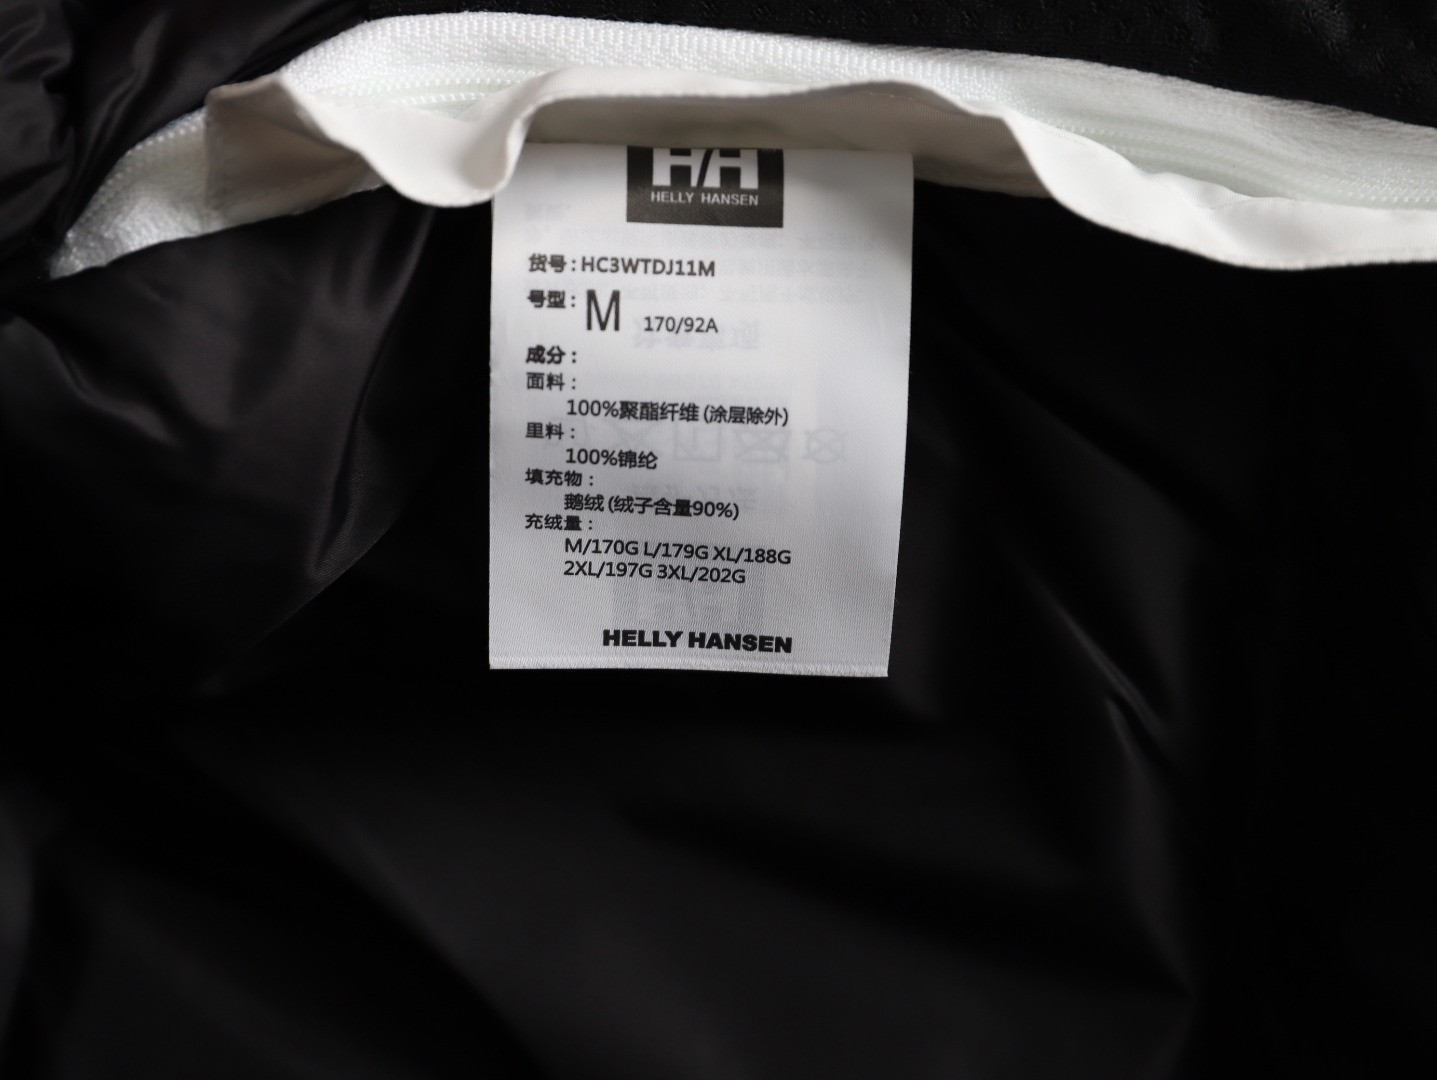 H/H
HELLY HANSEN
货号:HC3WTDJ11M
号型: M 170/92A
成分:
面料:
100%聚酯纤维(涂层除外)
里料:
100%锦纶
填充物:
鹅绒(绒子含量90%)
充绒量:
M/170G L/179G XL/188G
2XL/197G 3XL/202G
HELLY HANSEN